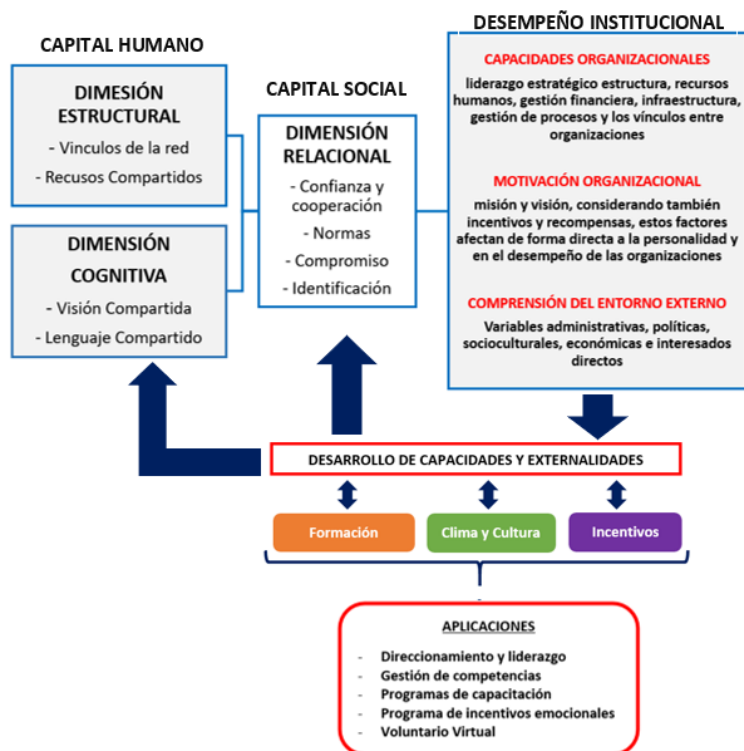 CAPITAL HUMANO
DIMESIÓN
ESTRUCTURAL
- Vinculos de la red
- Recusos Compartidos
DIMENSIÓN
COGNITIVA
- Visión Compartida
- Lenguaje Compartido
CAPITAL SOCIAL
DIMENSIÓN
RELACIONAL
- Confianza y
cooperación
- Normas
- Compromiso
- Identificación
DESEMPEÑO INSTITUCIONAL
CAPACIDADES ORGANIZACIONALES
liderazgo estratégico estructura, recursos
humanos, gestión financiera, infraestructura,
gestión de procesos y los vínculos entre
organizaciones
MOTIVACIÓN ORGANIZACIONAL
misión y visión, considerando también
incentivos y recompensas, estos factores
afectan de forma directa a la personalidad y
en el desempeño de las organizaciones
COMPRENSIÓN DEL ENTORNO EXTERNO
Variables administrativas, políticas,
socioculturales, económicas e interesados
directos
DESARROLLO DE CAPACIDADES Y EXTERNALIDADES
Formación
Clima y Cultura
Incentivos
APLICACIONES
- Direccionamiento y liderazgo
- Gestión de competencias
- Programas de capacitación
- Programa de incentivos emocionales
- Voluntario Virtual